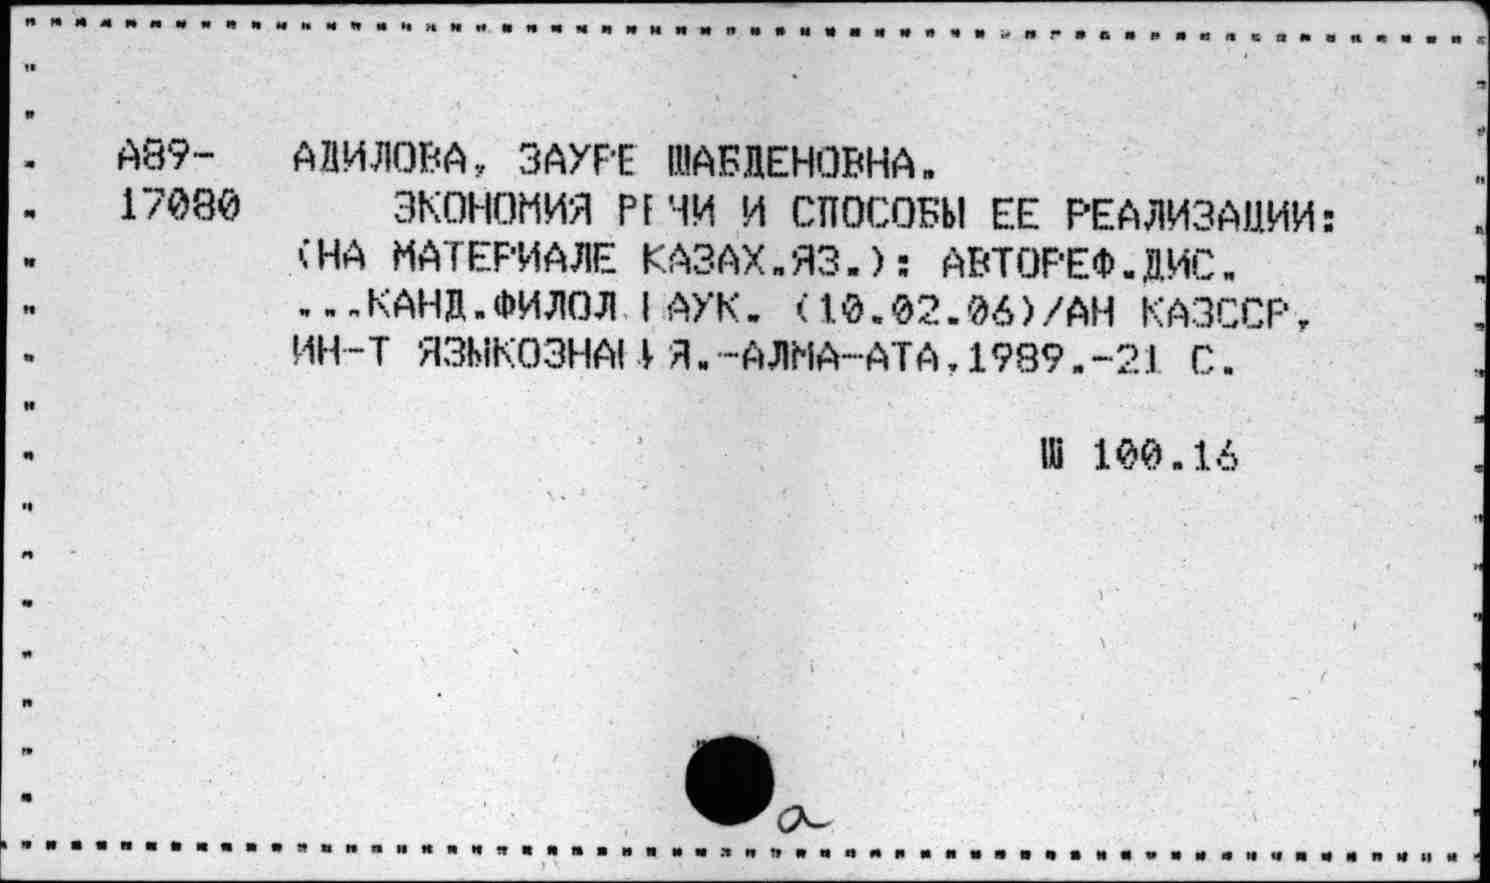 А89- АДИЛОВА, ЗАУРЕ ШАБДЕНОВНА.
17080 ЭКОНОМИЯ РЕЧИ И СПОСОБЫ ЕЕ РЕАЛИЗАЦИИ:
(НА МАТЕРИАЛЕ КАЗАХ.ЯЗ.): АВТОРЕФ.ДИС.
...КАНД.ФИЛОЛ.НАУК. (10.02.06)/АН КАЗССР,
ИН-Т ЯЗЫКОЗНАНИЯ.-АЛМА-АТА,1989.-21 С.
Ш 100.16
а